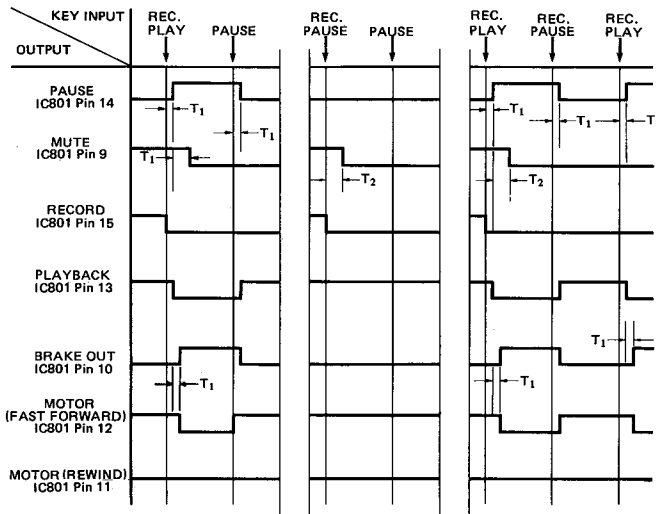 KEY INPUT
OUTPUT
REC. PLAY
PAUSE
REC. PAUSE
PAUSE
REC. PLAY
REC. PAUSE
REC. PLAY
PAUSE
IC801 Pin 14
T1
T1
T1
T1
T
MUTE
IC801 Pin 9
T1
T2
T2
RECORD
IC801 Pin 15
PLAYBACK
IC801 Pin 13
BRAKE OUT
IC801 Pin 10
T1
T1
T1
MOTOR
(FAST FORWARD)
IC801 Pin 12
MOTOR (REWIND)
IC801 Pin 11